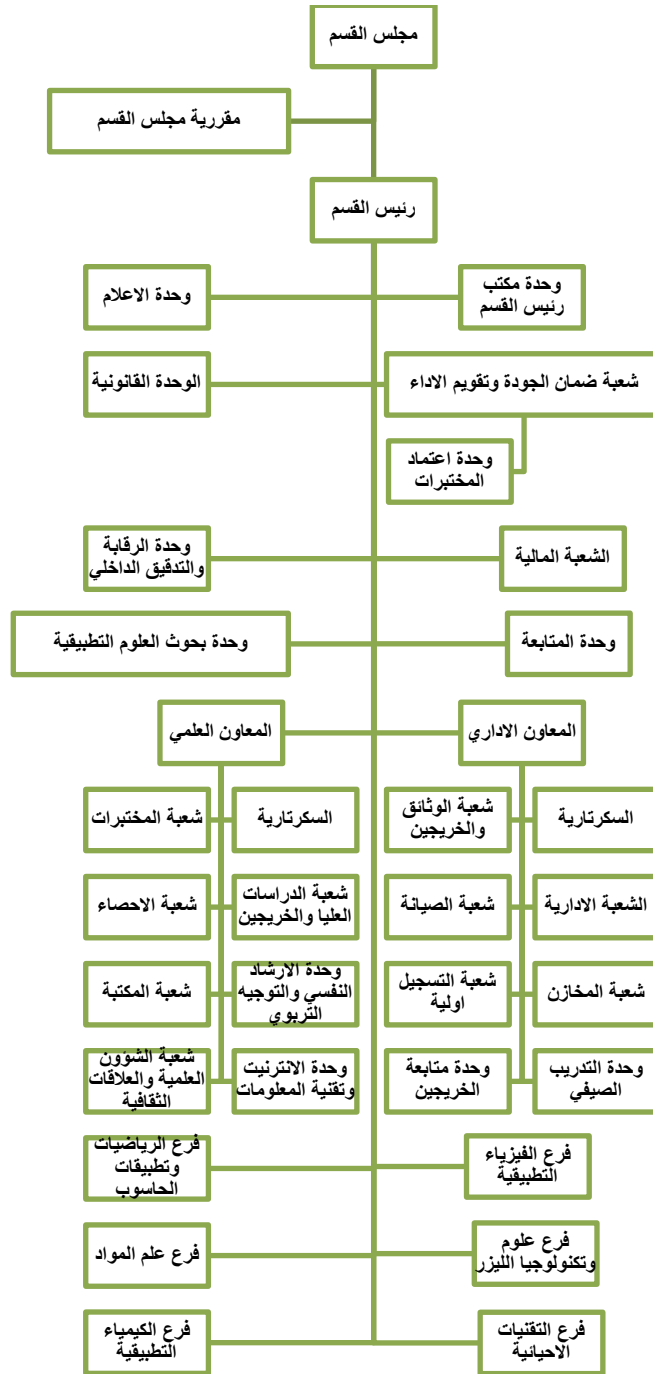 مجلس القسم
مقررية مجلس القسم
رئيس القسم
وحدة مكتب
رئيس القسم
وحدة الاعلام
شعبة ضمان الجودة وتقويم الاداء
الوحدة القانونية
وحدة اعتماد
المختبرات
الشعبة المالية
وحدة الرقابة
والتدقيق الداخلي
وحدة المتابعة
وحدة بحوث العلوم التطبيقية
المعاون الاداري
المعاون العلمي
السكرتارية
شعبة الوثائق
والخريجين
السكرتارية
شعبة المختبرات
الشعبة الادارية
شعبة الصيانة
شعبة الدراسات
العليا والخريجين
شعبة الاحصاء
شعبة المخازن
شعبة التسجيل
اولية
وحدة الارشاد
النفسي والتوجيه
التربوي
شعبة المكتبة
وحدة التدريب
الصيفي
وحدة متابعة
الخريجين
وحدة الانترنيت
وتقنية المعلومات
شعبة الشؤون
العلمية والعلاقات
الثقافية
فرع الفيزياء
التطبيقية
فرع الرياضيات
وتطبيقات
الحاسوب
فرع علوم
وتكنولوجيا الليزر
فرع علم المواد
فرع التقنيات
الاحيائية
فرع الكيمياء
التطبيقية